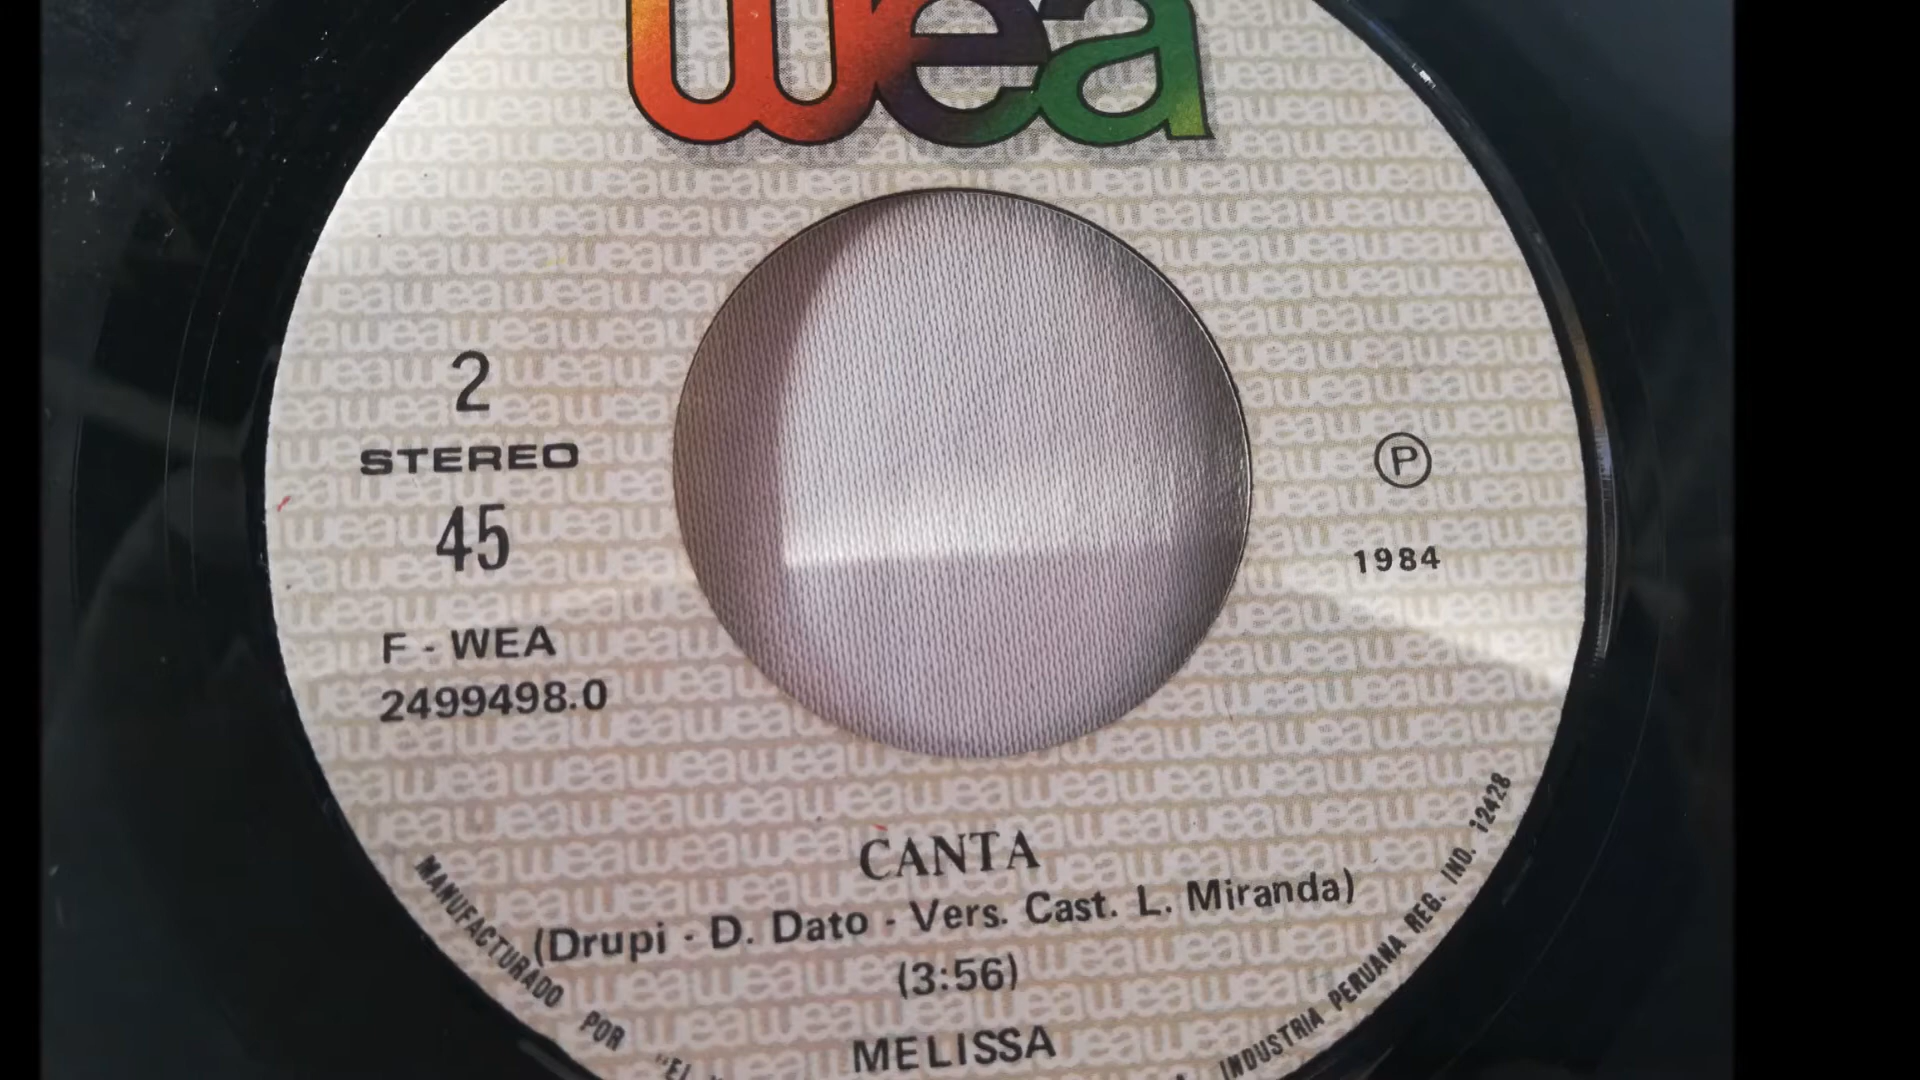 wea
2
STEREO
45
F - WEA
2499498.0
Ⓟ
1984
CANTA
(Drupi - D. Dato - Vers. Cast. L. Miranda)
(3:56)
MELISSA
MANUFACTURADO POR "EL
INDUSTRIA PERUANA REG. IND. 12428